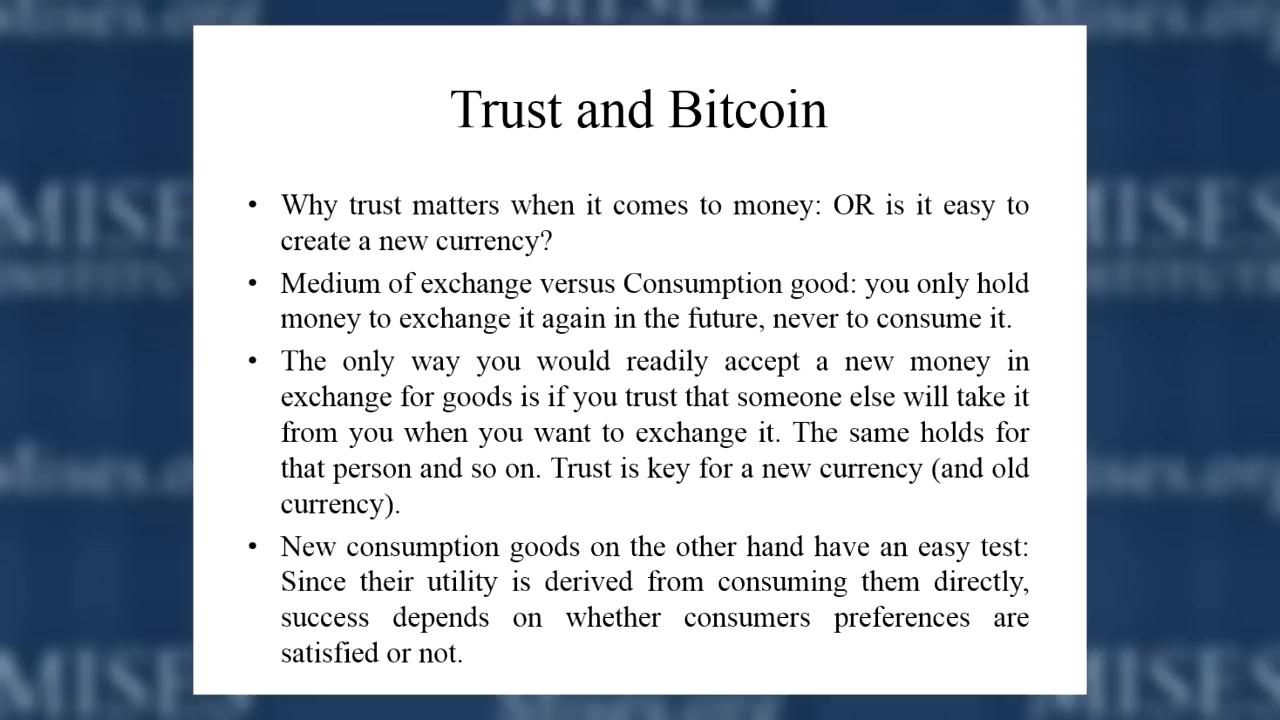 Trust and Bitcoin
• Why trust matters when it comes to money: OR is it easy to
create a new currency?
• Medium of exchange versus Consumption good: you only hold
money to exchange it again in the future, never to consume it.
• The only way you would readily accept a new money in
exchange for goods is if you trust that someone else will take it
from you when you want to exchange it. The same holds for
that person and so on. Trust is key for a new currency (and old
currency).
• New consumption goods on the other hand have an easy test:
Since their utility is derived from consuming them directly,
success depends on whether consumers preferences are
satisfied or not.